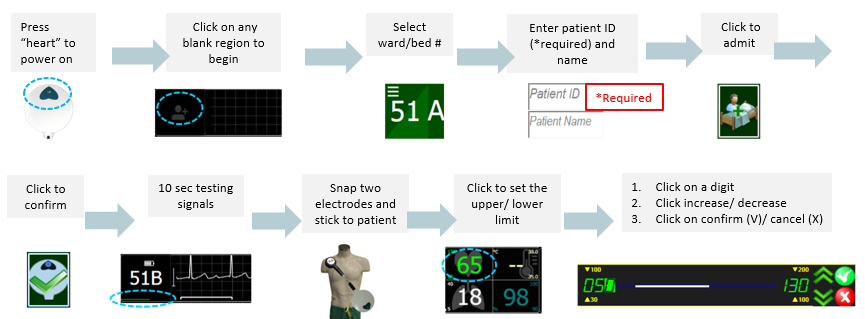 Press
“heart” to
power on
Click on any
blank region to
begin
Select
ward/bed #
Enter patient ID
(*required) and
name
Click to
admit
51 A
Patient ID
*Required
Patient Name
Click to
confirm
10 sec testing
signals
Snap two
electrodes and
stick to patient
Click to set the
upper/ lower
limit
1. Click on a digit
2. Click increase/ decrease
3. Click on confirm (V)/ cancel (X)
51B
65
--
18
98
▼100
▼200
130
▲30
▲100